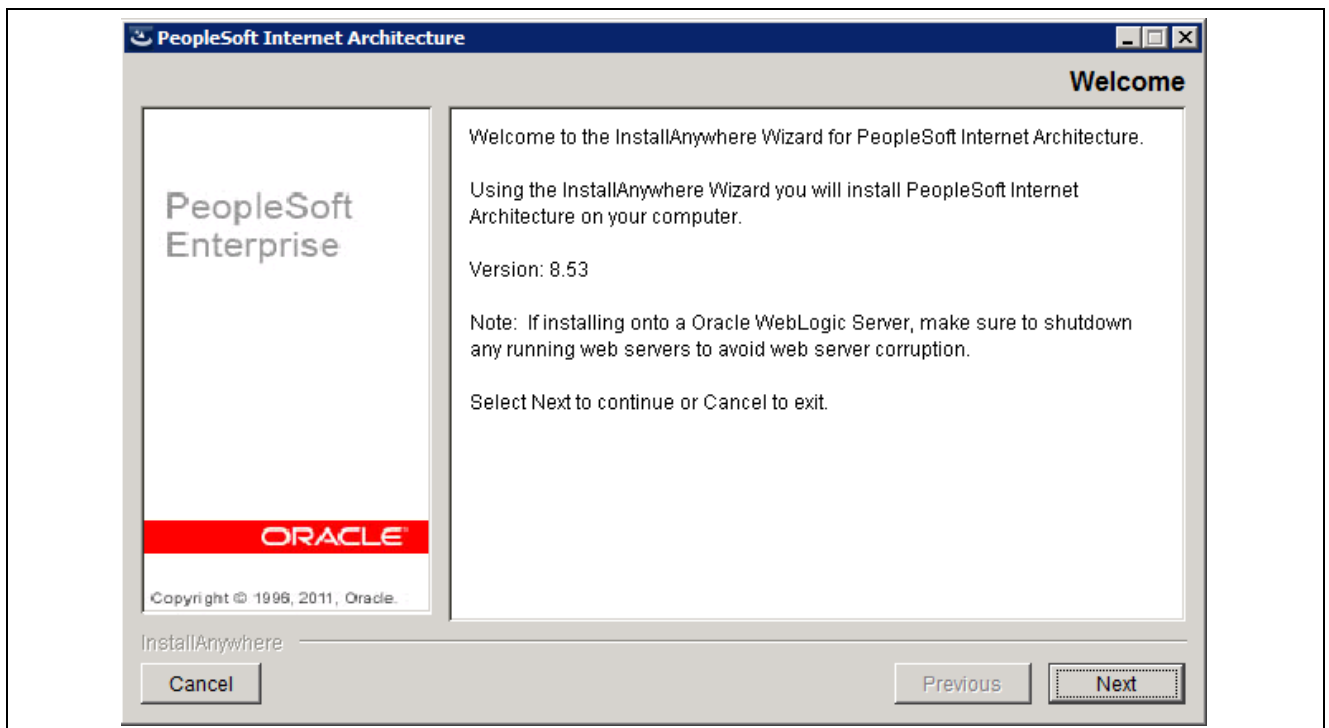 PeopleSoft Internet Architecture
Welcome
PeopleSoft
Enterprise
ORACLE
Copyright © 1996, 2011, Oracle.
Welcome to the InstallAnywhere Wizard for PeopleSoft Internet Architecture.
Using the InstallAnywhere Wizard you will install PeopleSoft Internet
Architecture on your computer.
Version: 8.53
Note: If installing onto a Oracle WebLogic Server, make sure to shutdown
any running web servers to avoid web server corruption.
Select Next to continue or Cancel to exit.
InstallAnywhere
Cancel
Previous
Next